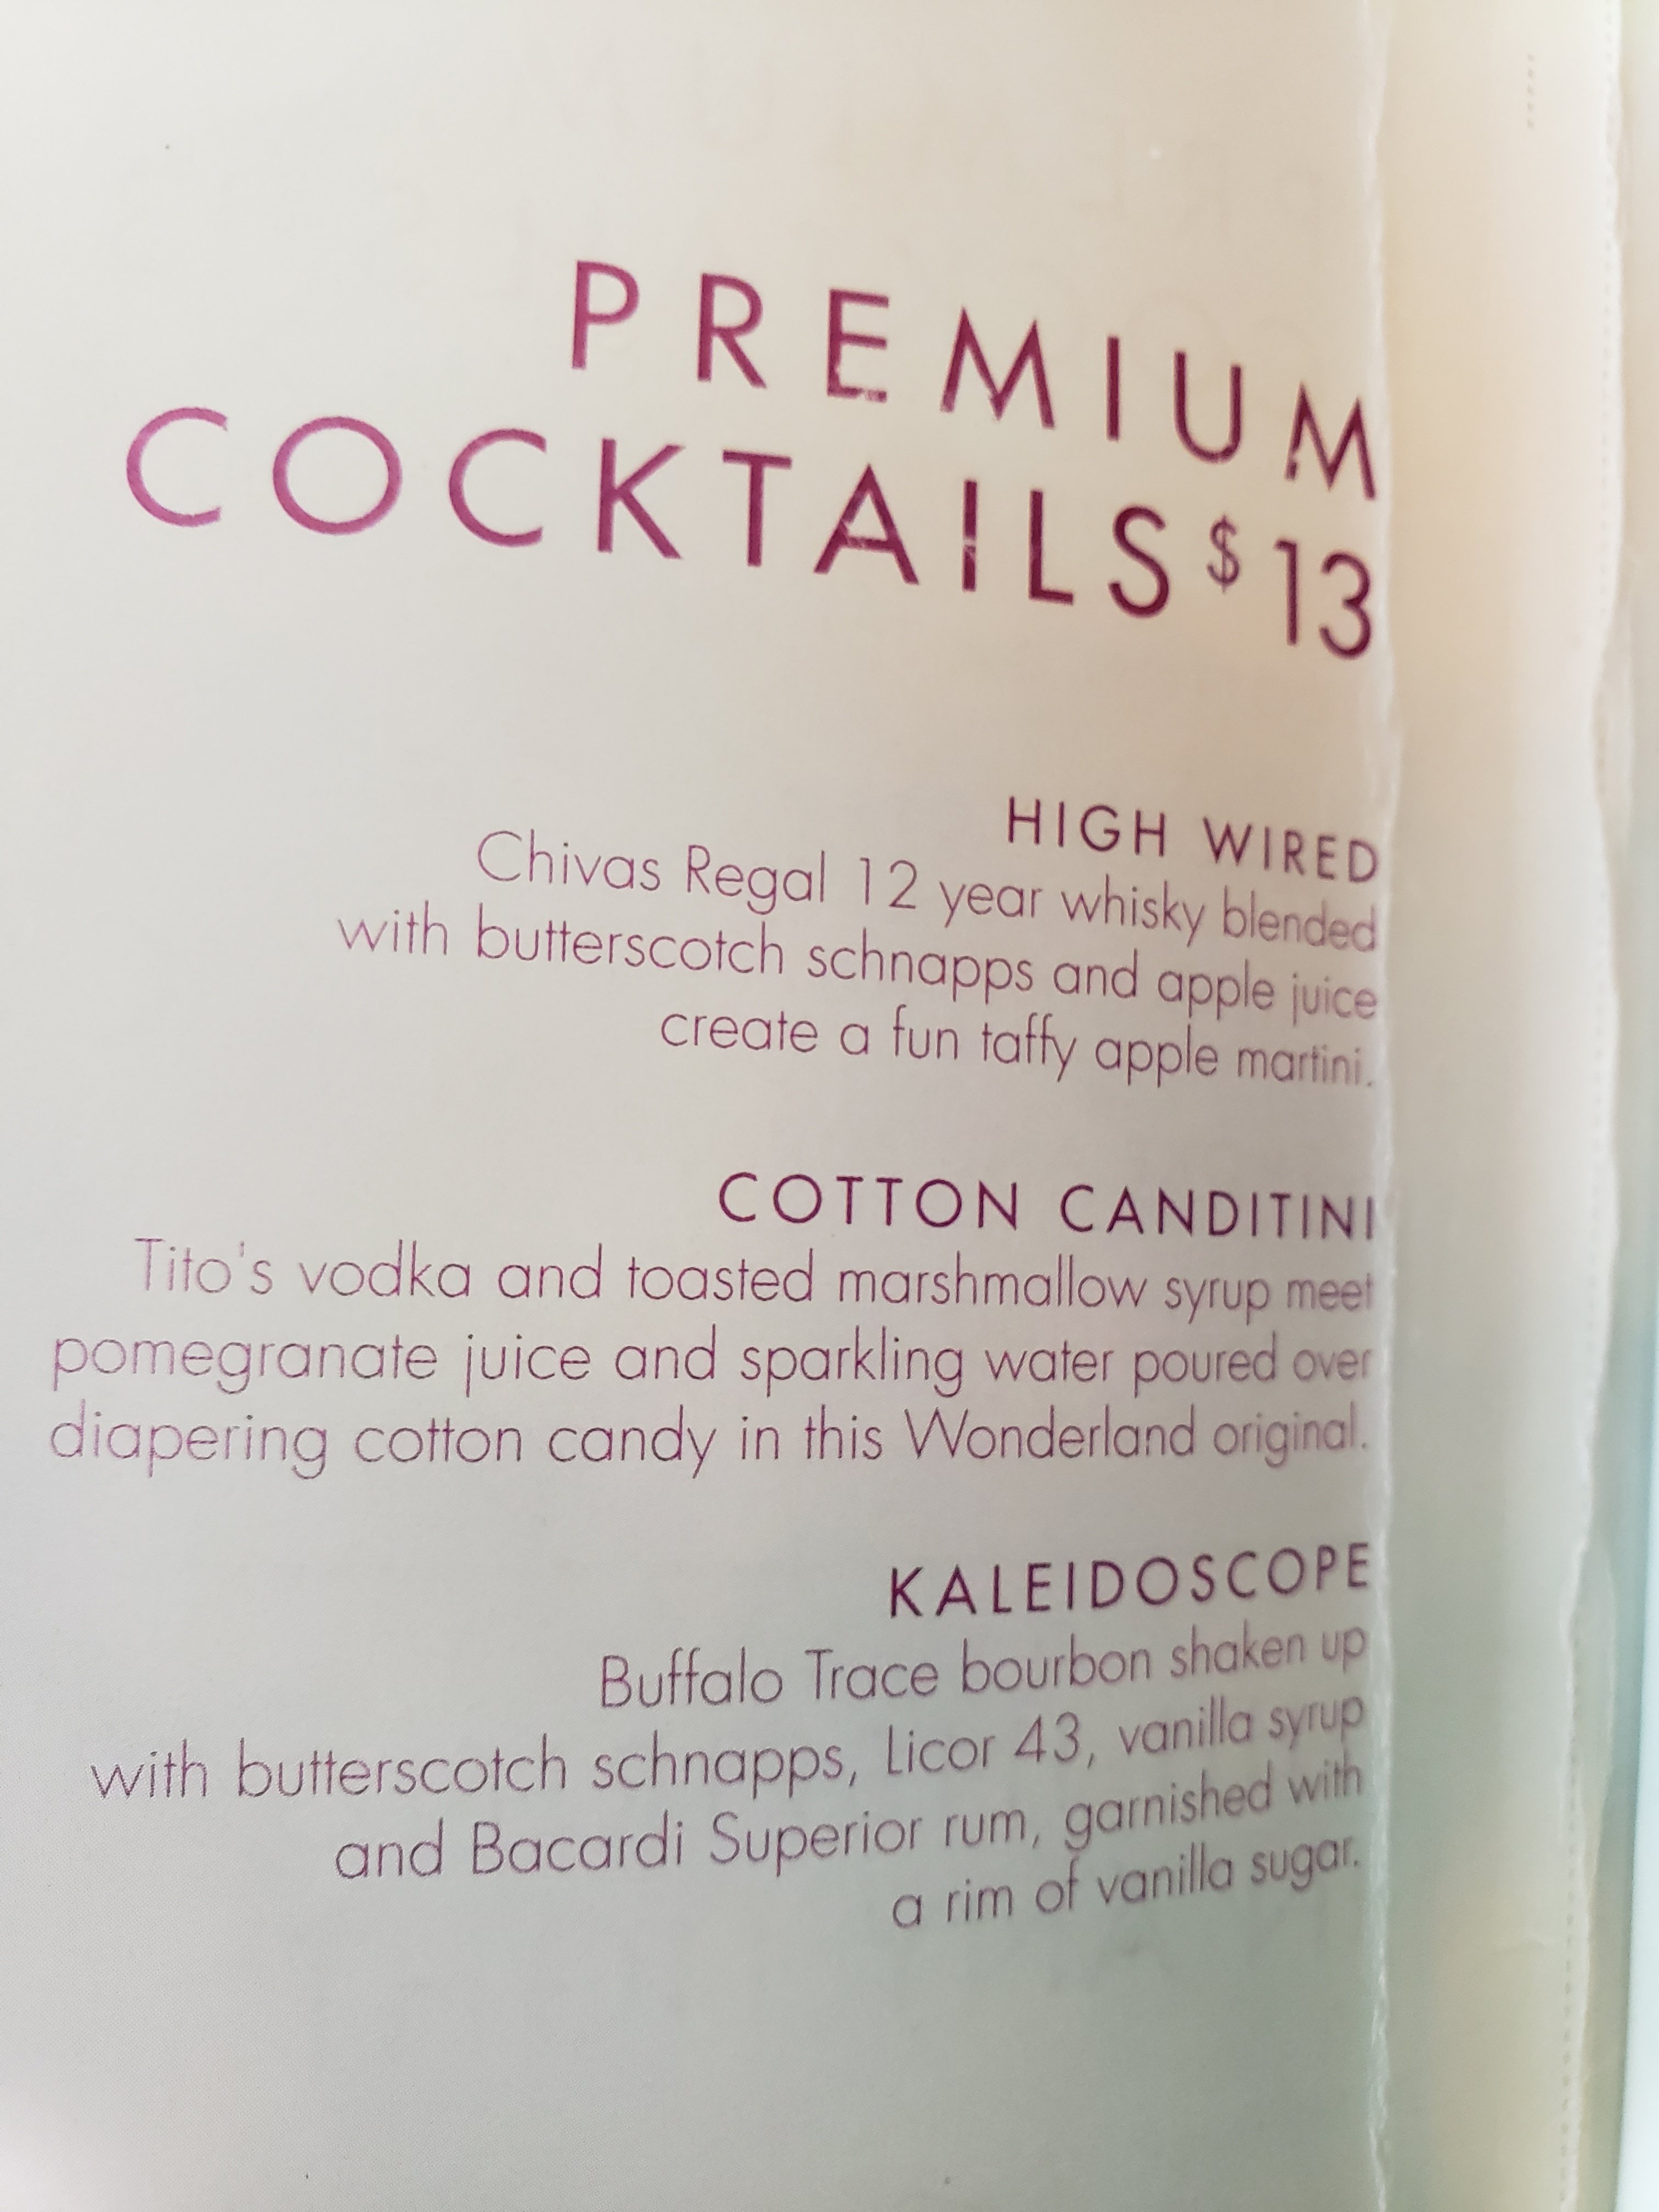 PREMIUM
COCKTAILS $13
HIGH WIRED
Chivas Regal 12 year whisky blended
with butterscotch schnapps and apple juice
create a fun taffy apple martini.
COTTON CANDITINI
Tito's vodka and toasted marshmallow syrup meet
pomegranate juice and sparkling water poured over
diapering cotton candy in this Wonderland original.
KALEIDOSCOPE
Buffalo Trace bourbon shaken up
with butterscotch schnapps, Licor 43, vanilla syrup
and Bacardi Superior rum, garnished with
a rim of vanilla sugar.